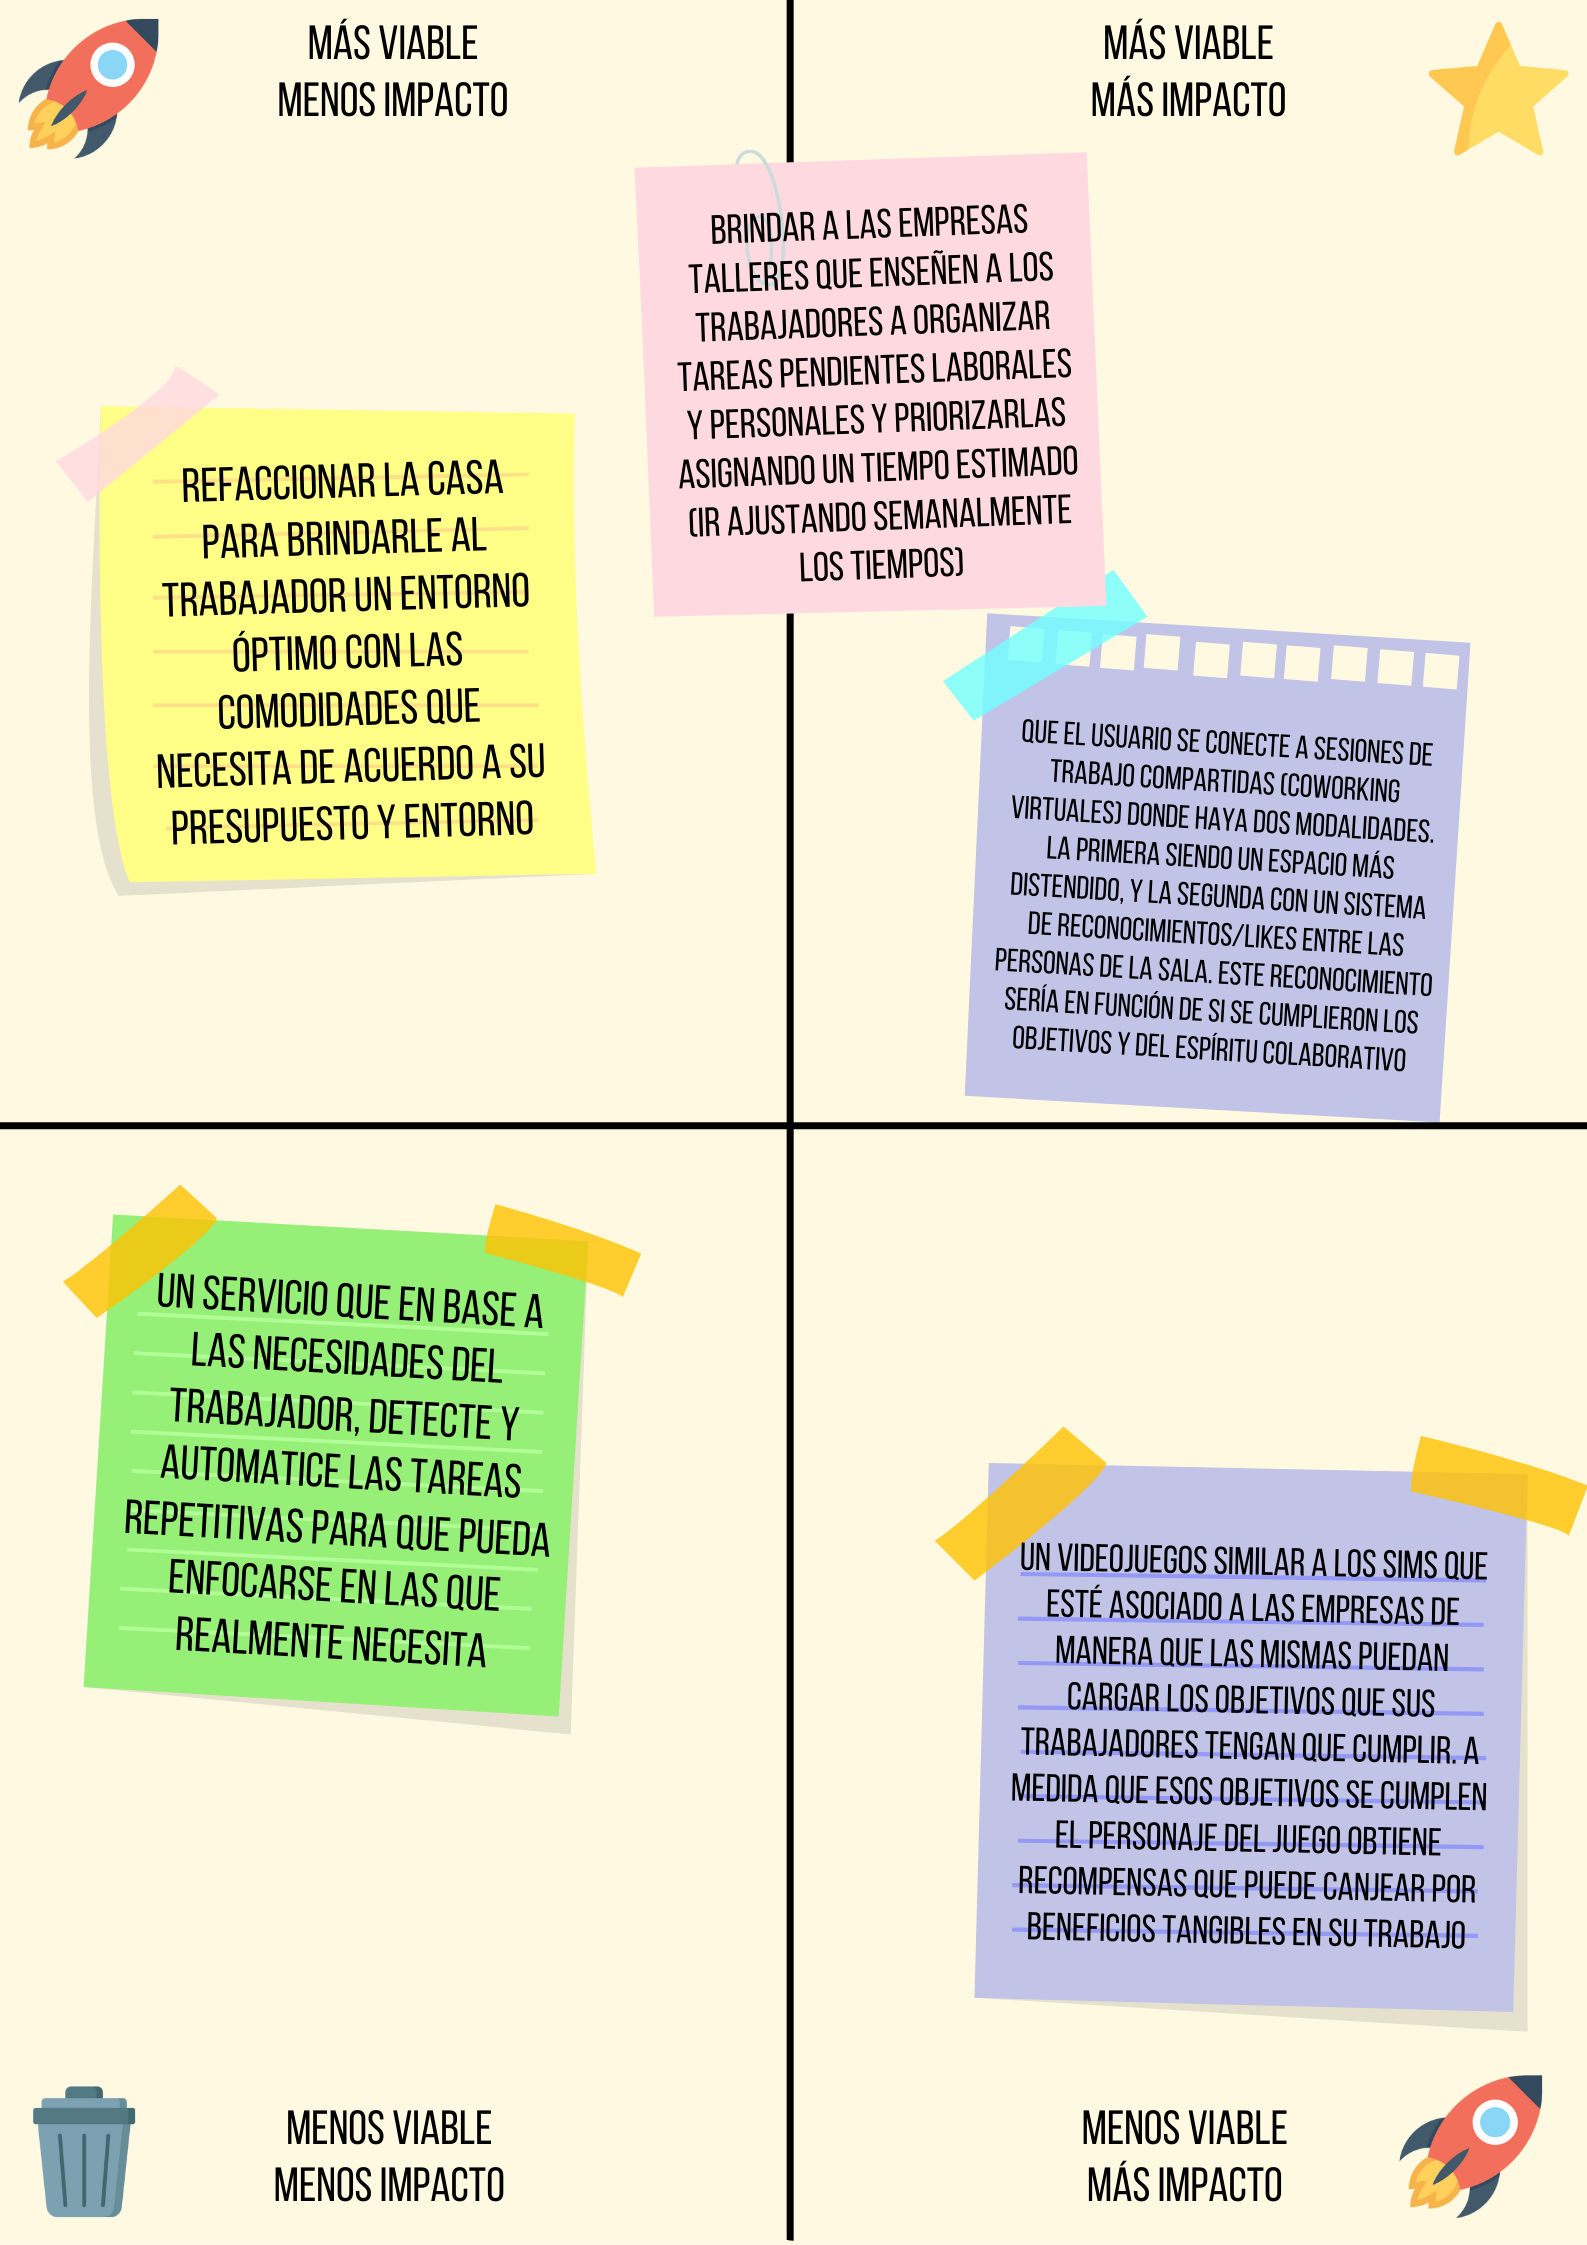 MÁS VIABLE
MENOS IMPACTO
MÁS VIABLE
MÁS IMPACTO
BRINDAR A LAS EMPRESAS
TALLERES QUE ENSEÑEN A LOS
TRABAJADORES A ORGANIZAR
TAREAS PENDIENTES LABORALES
Y PERSONALES Y PRIORIZARLAS
ASIGNANDO UN TIEMPO ESTIMADO
(IR AJUSTANDO SEMANALMENTE
LOS TIEMPOS)
REFACCIONAR LA CASA
PARA BRINDARLE AL
TRABAJADOR UN ENTORNO
ÓPTIMO CON LAS
COMODIDADES QUE
NECESITA DE ACUERDO A SU
PRESUPUESTO Y ENTORNO
QUE EL USUARIO SE CONECTE A SESIONES DE
TRABAJO COMPARTIDAS (COWORKING
VIRTUALES) DONDE HAYA DOS MODALIDADES.
LA PRIMERA SIENDO UN ESPACIO MÁS
DISTENDIDO, Y LA SEGUNDA CON UN SISTEMA
DE RECONOCIMIENTOS/LIKES ENTRE LAS
PERSONAS DE LA SALA. ESTE RECONOCIMIENTO
SERÍA EN FUNCIÓN DE SI SE CUMPLIERON LOS
OBJETIVOS Y DEL ESPÍRITU COLABORATIVO
UN SERVICIO QUE EN BASE A
LAS NECESIDADES DEL
TRABAJADOR, DETECTE Y
AUTOMATICE LAS TAREAS
REPETITIVAS PARA QUE PUEDA
ENFOCARSE EN LAS QUE
REALMENTE NECESITA
UN VIDEOJUEGOS SIMILAR A LOS SIMS QUE
ESTÉ ASOCIADO A LAS EMPRESAS DE
MANERA QUE LAS MISMAS PUEDAN
CARGAR LOS OBJETIVOS QUE SUS
TRABAJADORES TENGAN QUE CUMPLIR. A
MEDIDA QUE ESOS OBJETIVOS SE CUMPLEN
EL PERSONAJE DEL JUEGO OBTIENE
RECOMPENSAS QUE PUEDE CANJEAR POR
BENEFICIOS TANGIBLES EN SU TRABAJO
MENOS VIABLE
MENOS IMPACTO
MENOS VIABLE
MÁS IMPACTO